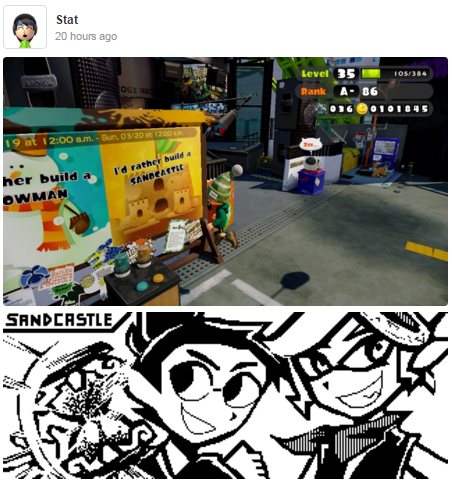 Stat
20 hours ago
Level 35 105/384
Rank A- 86
036 0101845
19 at 12:00 a.m. - Sun, 03/20 at 12:00 a.m.
her build a
OWMAN
I'd rather build a
SANDCASTLE
SANDCASTLE